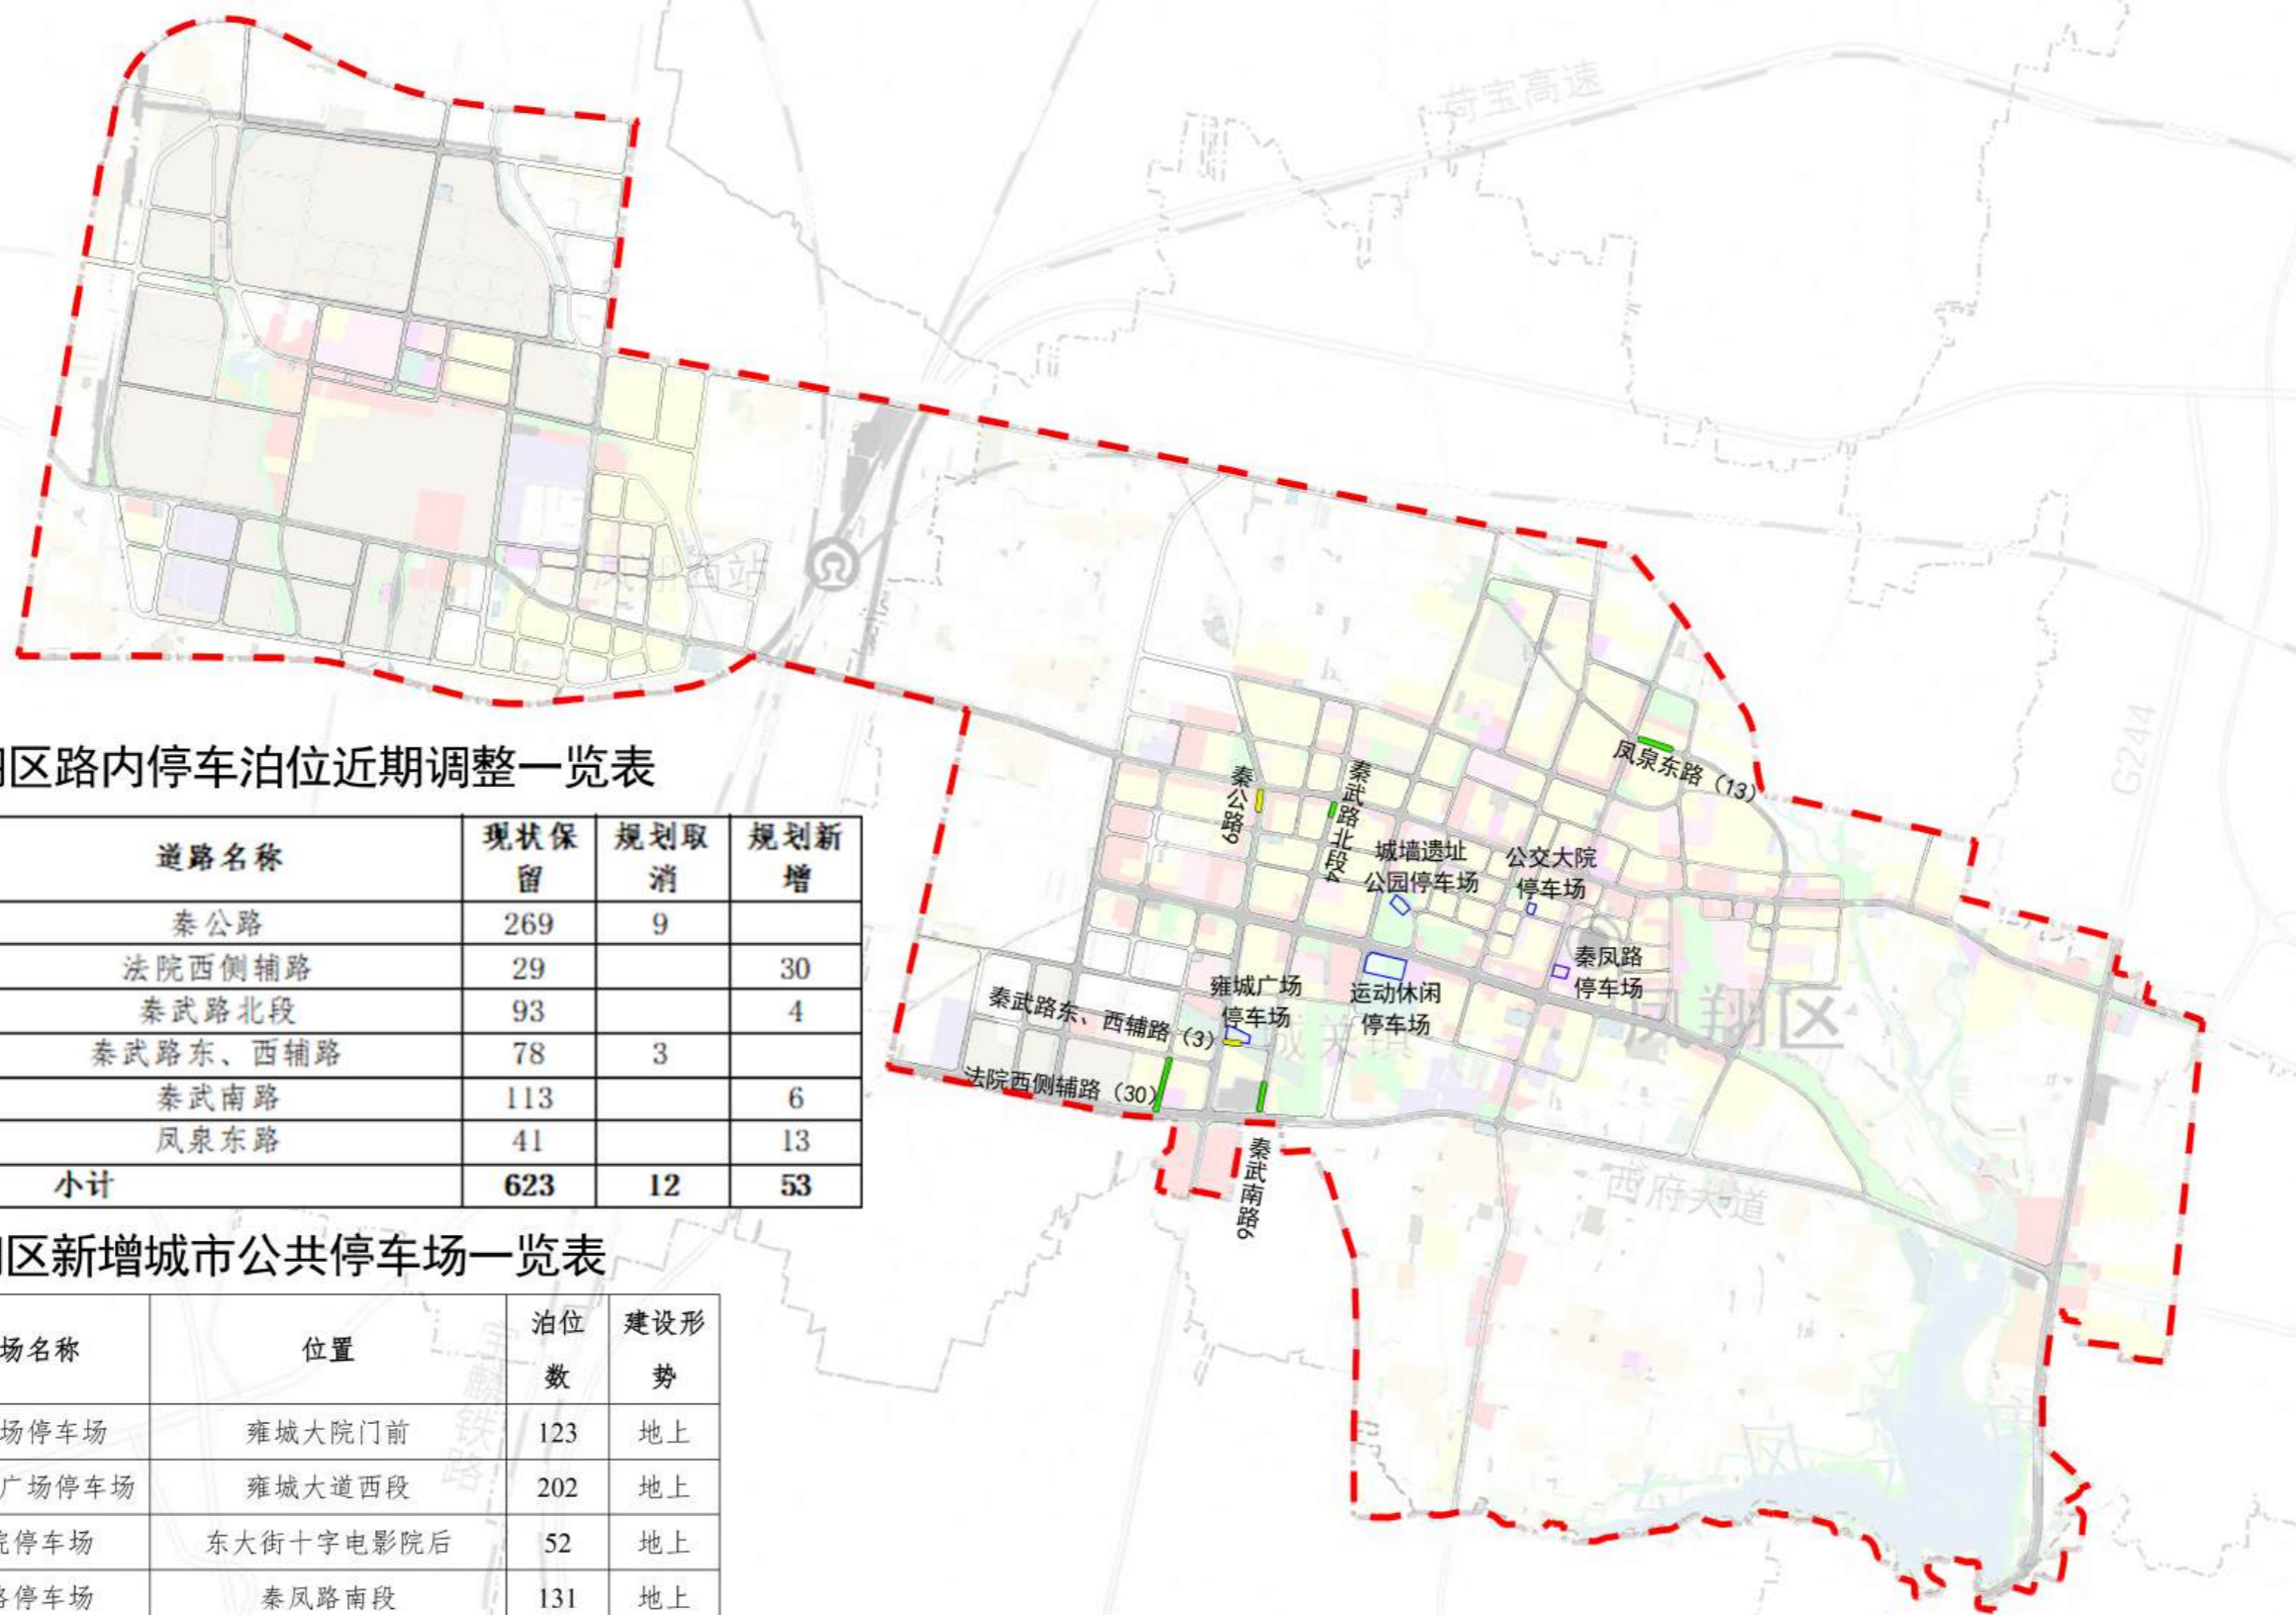 荷宝高速
G244
凤泉东路（13）
秦公路9
秦武路北段4
城墙遗址
公园停车场
公交大院
停车场
秦凤路
停车场
雍城广场
停车场
运动休闲
停车场
秦武路东、西辅路（3）
法院西侧辅路（30）
秦武南路6
城关镇
凤翔区
西府大道
区路内停车泊位近期调整一览表
道路名称 现状保留 规划取消 规划新增
秦公路 269 9
法院西侧辅路 29 30
秦武路北段 93 4
秦武路东、西辅路 78 3
秦武南路 113 6
凤泉东路 41 13
小计 623 12 53
区新增城市公共停车场一览表
场名称 位置 泊位数 建设形势
场停车场 雍城大院门前 123 地上
广场停车场 雍城大道西段 202 地上
停车场 东大街十字电影院后 52 地上
停车场 秦凤路南段 131 地上